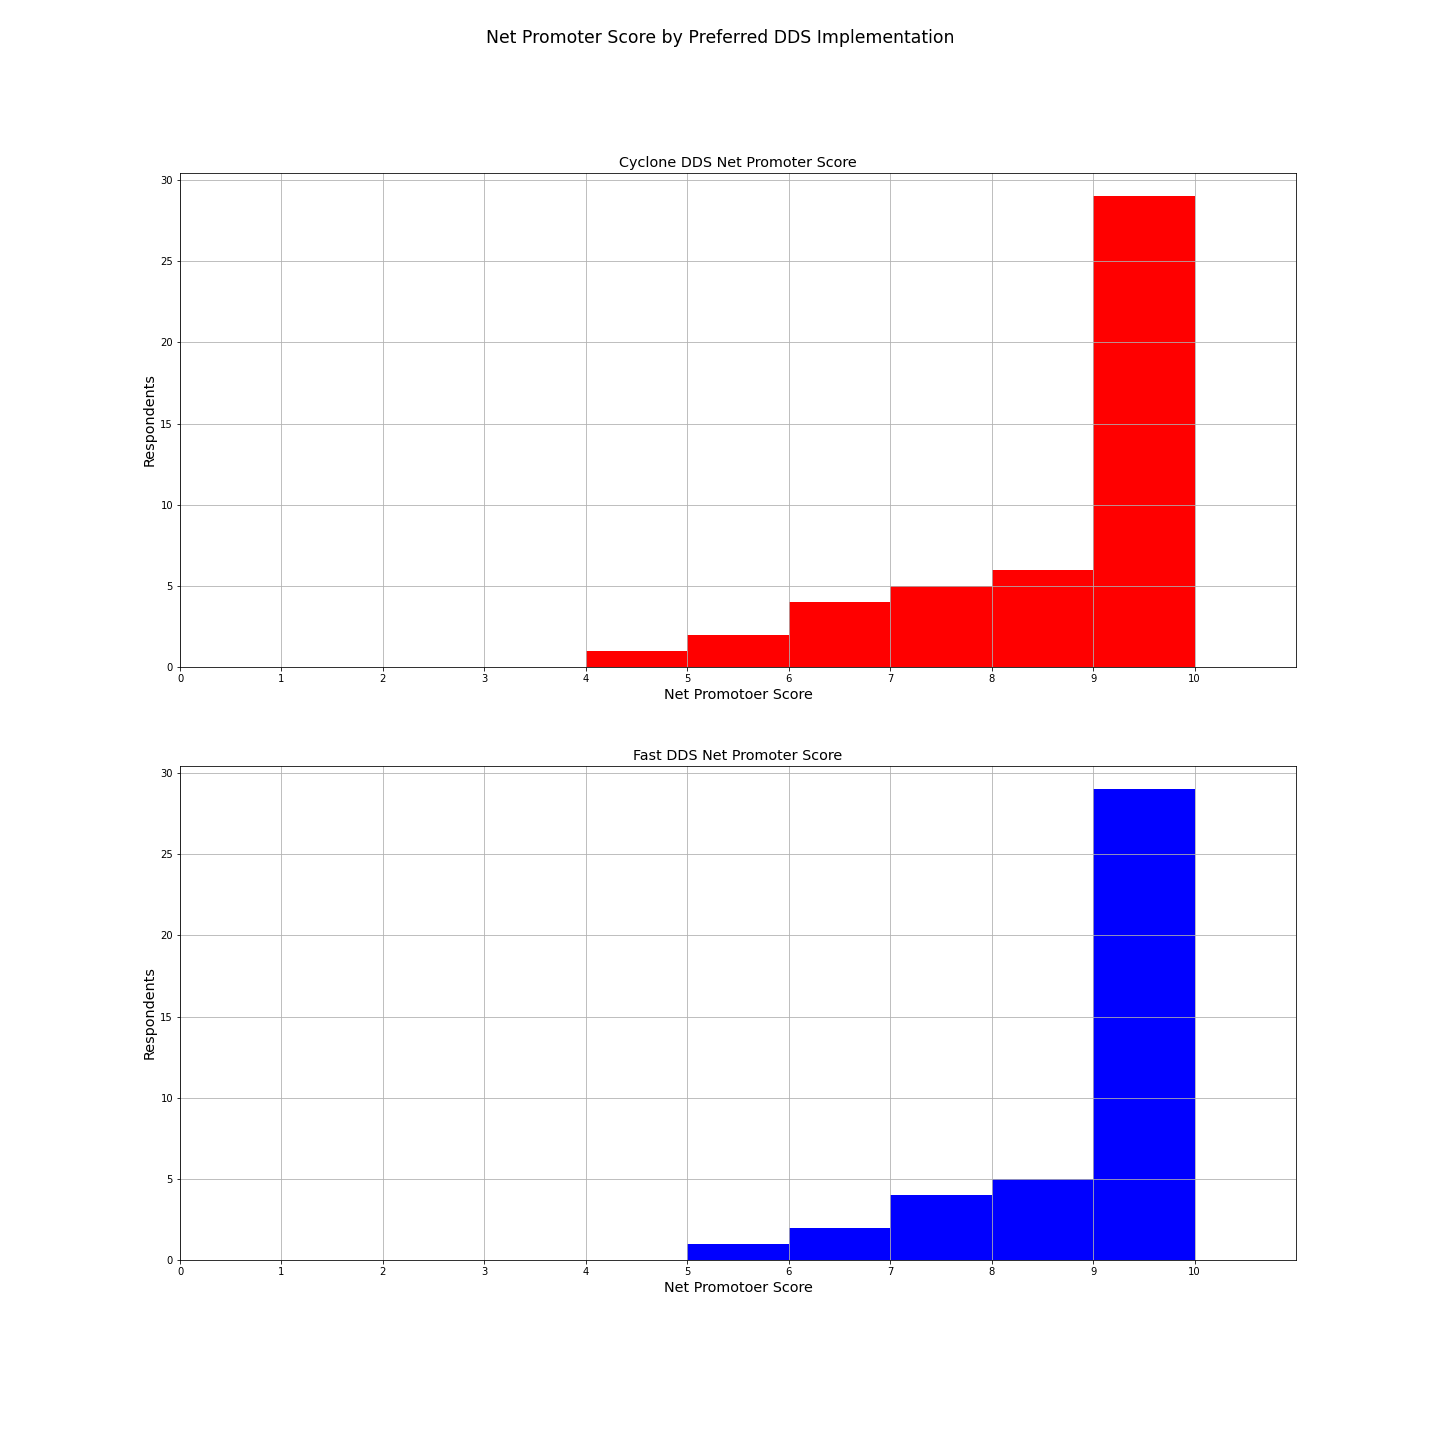 Net Promoter Score by Preferred DDS Implementation
Cyclone DDS Net Promoter Score
30
25
20
15
10
5
0
Respondents
0 1 2 3 4 5 6 7 8 9 10
Net Promotoer Score
Fast DDS Net Promoter Score
30
25
20
15
10
5
0
Respondents
0 1 2 3 4 5 6 7 8 9 10
Net Promotoer Score